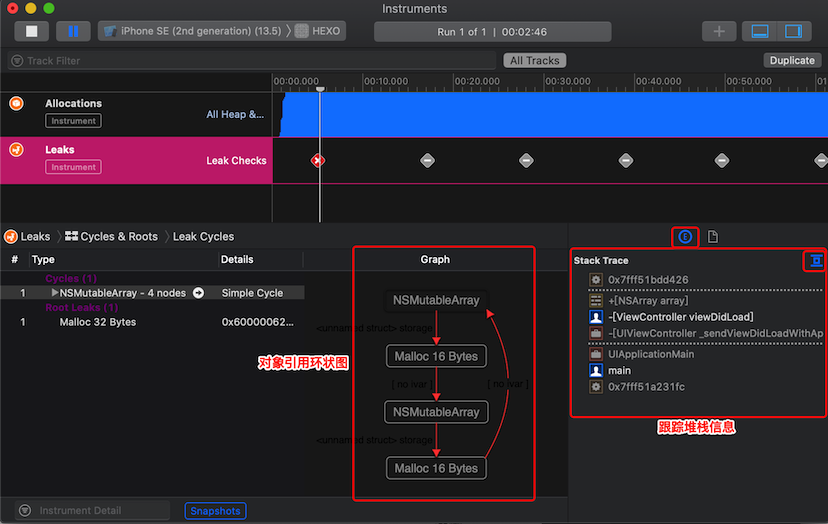 Instruments
iPhone SE (2nd generation) (13.5) 〉 HEXO
Run 1 of 1 | 00:02:46
Track Filter
All Tracks
Duplicate
00:00.000
00:10.000
00:20.000
00:30.000
00:40.000
00:50.000
01
Allocations
Instrument
All Heap &...
Leaks
Instrument
Leak Checks
Leaks 〉 Cycles & Roots 〉 Leak Cycles
# Type Details
Cycles (1)
1 NSMutableArray - 4 nodes Simple Cycle
Root Leaks (1)
1 Malloc 32 Bytes 0x60000062...
对象引用环状图
Graph
NSMutableArray
<unnamed struct> storage
Malloc 16 Bytes
[ no ivar ] [ no ivar ]
NSMutableArray
<unnamed struct> storage
Malloc 16 Bytes
E
Stack Trace
0x7fff51bdd426
+[NSArray array]
-[ViewController viewDidLoad]
-[UIViewController _sendViewDidLoadWithAp
UIApplicationMain
main
0x7fff51a231fc
跟踪堆栈信息
Instrument Detail
Snapshots